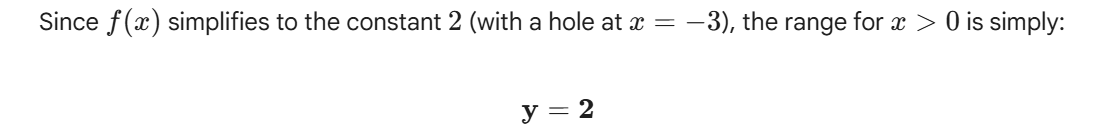 Since f(x) simplifies to the constant 2 (with a hole at x = −3), the range for x > 0 is simply:
y = 2